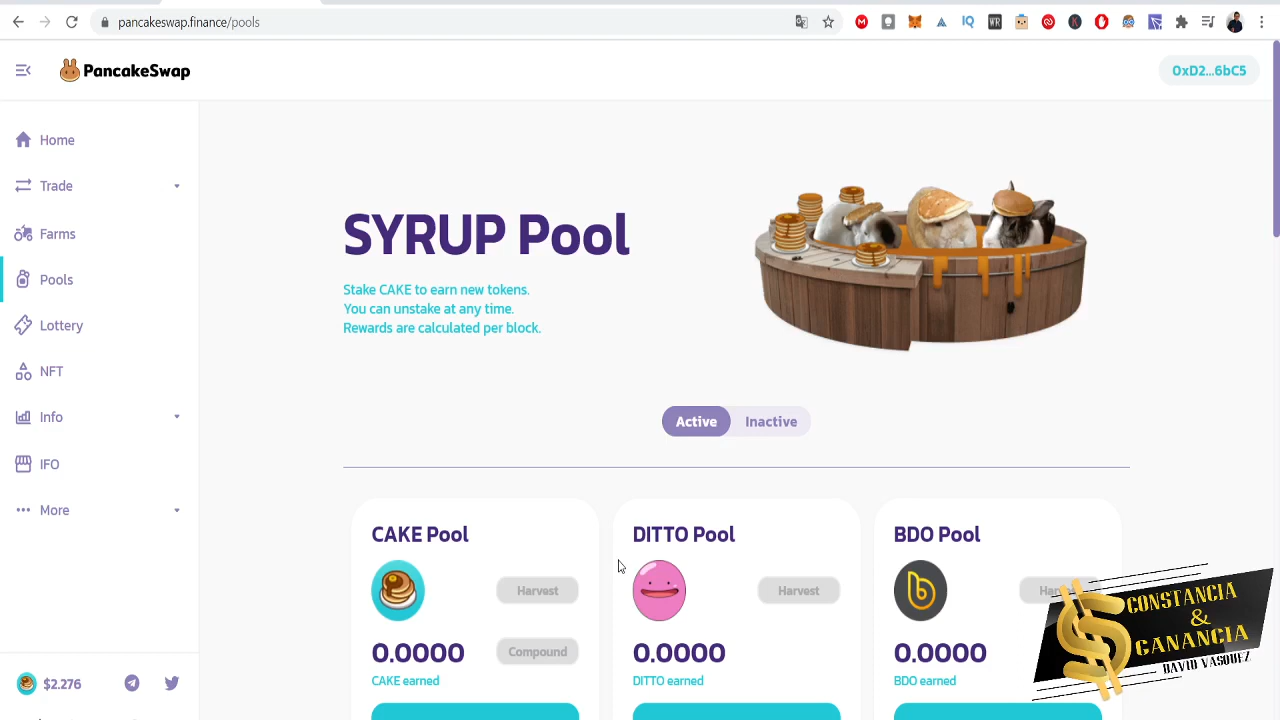 pancakeswap.finance/pools
PancakeSwap
0xD2...6bC5
Home
Trade
Farms
Pools
Lottery
NFT
Info
IFO
More
$2.276
SYRUP Pool
Stake CAKE to earn new tokens.
You can unstake at any time.
Rewards are calculated per block.
Active
Inactive
CAKE Pool
Harvest
0.0000
Compound
CAKE earned
DITTO Pool
Harvest
0.0000
DITTO earned
BDO Pool
0.0000
BDO earned
CONSTANCIA
&
GANANCIA
DAVID VASQUEZ